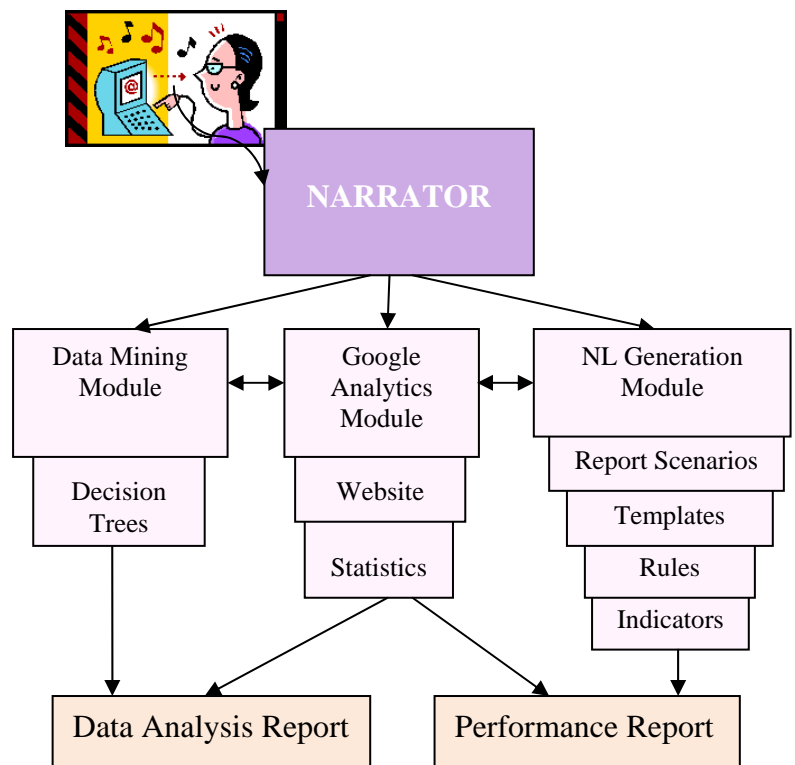 @
NARRATOR
Data Mining
Module
Google
Analytics
Module
NL Generation
Module
Decision
Trees
Website
Statistics
Report Scenarios
Templates
Rules
Indicators
Data Analysis Report
Performance Report